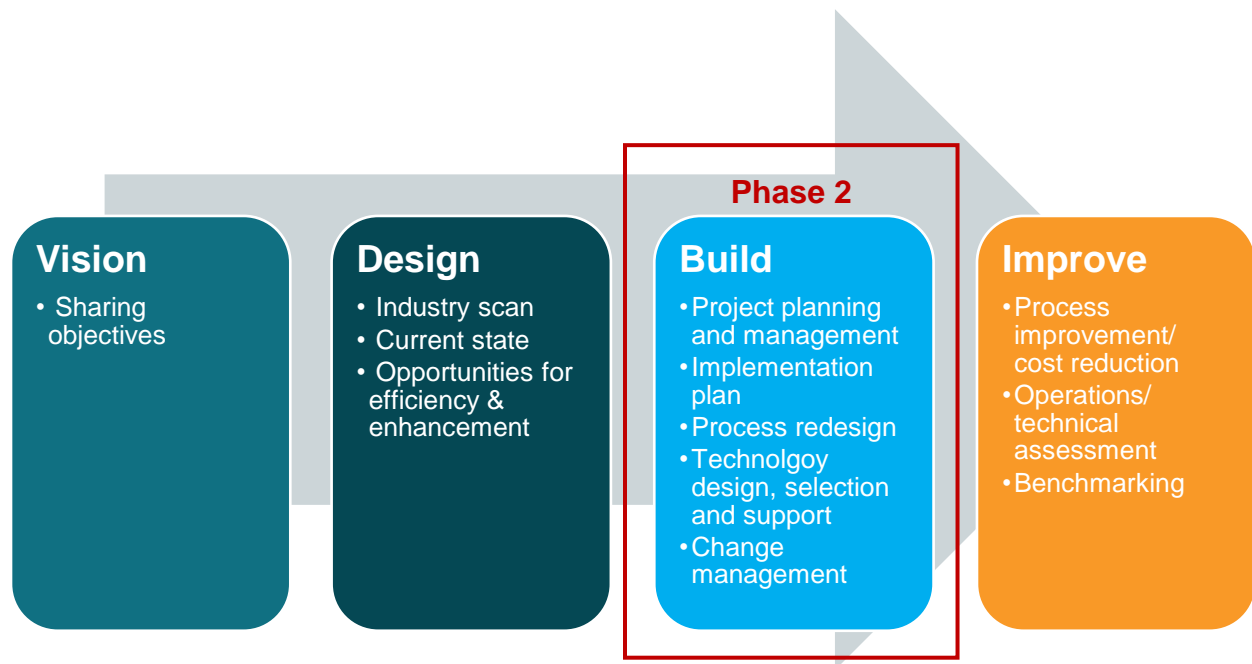 Phase 2
Vision
• Sharing
objectives
Design
• Industry scan
• Current state
• Opportunities for
efficiency &
enhancement
Build
•Project planning
and management
•Implementation
plan
•Process redesign
•Technolgoy
design, selection
and support
•Change
management
Improve
•Process
improvement/
cost reduction
•Operations/
technical
assessment
•Benchmarking